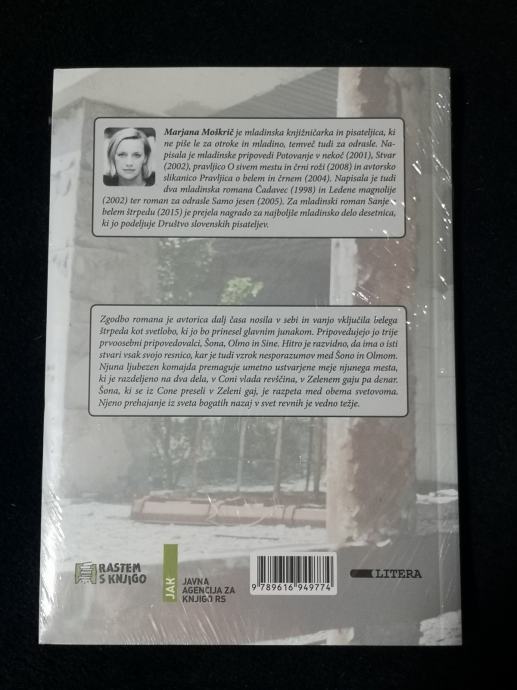 Marjana Moškrič je mladinska knjižničarka in pisateljica, ki
ne piše le za otroke in mladino, temveč tudi za odrasle. Na-
pisala je mladinske pripovedi Potovanje v nekoč (2001), Stvar
(2002), pravljico O sivem mestu in črni roži (2008) in avtorsko
slikanico Pravljica o belem in črnem (2004). Napisala je tudi
dva mladinska romana Čadavec (1998) in Ledene magnolije
(2002) ter roman za odrasle Samo jesen (2005). Za mladinski roman Sanje o
belem štrpedu (2015) je prejela nagrado za najboljše mladinsko delo desetnica,
ki jo podeljuje Društvo slovenskih pisateljev.
Zgodbo romana je avtorica dalj časa nosila v sebi in vanjo vključila belega
štrpeda kot svetlobo, ki jo bo prinesel glavnim junakom. Pripovedujejo jo trije
prvoosebni pripovedovalci, Šona, Olmo in Sine. Hitro je razvidno, da ima o isti
stvari vsak svojo resnico, kar je tudi vzrok nesporazumov med Šono in Olmom.
Njuna ljubezen komajda premaguje umetno ustvarjene meje njunega mesta,
ki je razdeljeno na dva dela, v Coni vlada revščina, v Zelenem gaju pa denar.
Šona, ki se iz Cone preseli v Zeleni gaj, je razpeta med obema svetovoma.
Njeno prehajanje iz sveta bogatih nazaj v svet revnih je vedno težje.
RASTEM
S KNJIGO
JAK
JAVNA
AGENCIJA ZA
KNJIGO RS
9 789616 949774
LITERA